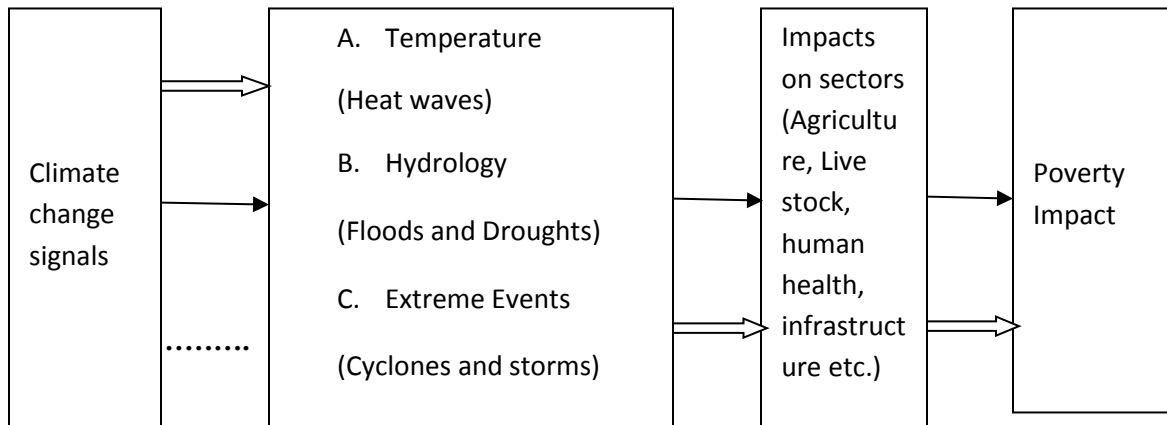 Climate
change
signals
A. Temperature
(Heat waves)
B. Hydrology
(Floods and Droughts)
C. Extreme Events
(Cyclones and storms)
Impacts
on sectors
(Agricultu
re, Live
stock,
human
health,
infrastruct
ure etc.)
Poverty
Impact